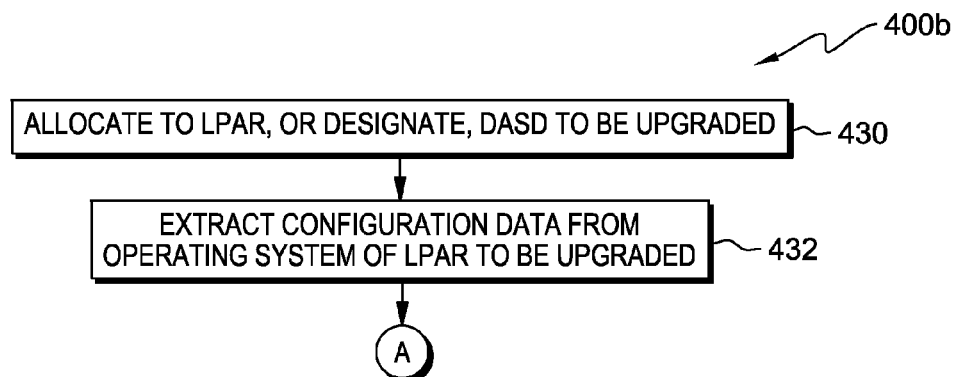 400b
ALLOCATE TO LPAR, OR DESIGNATE, DASD TO BE UPGRADED
430
EXTRACT CONFIGURATION DATA FROM
OPERATING SYSTEM OF LPAR TO BE UPGRADED
432
A